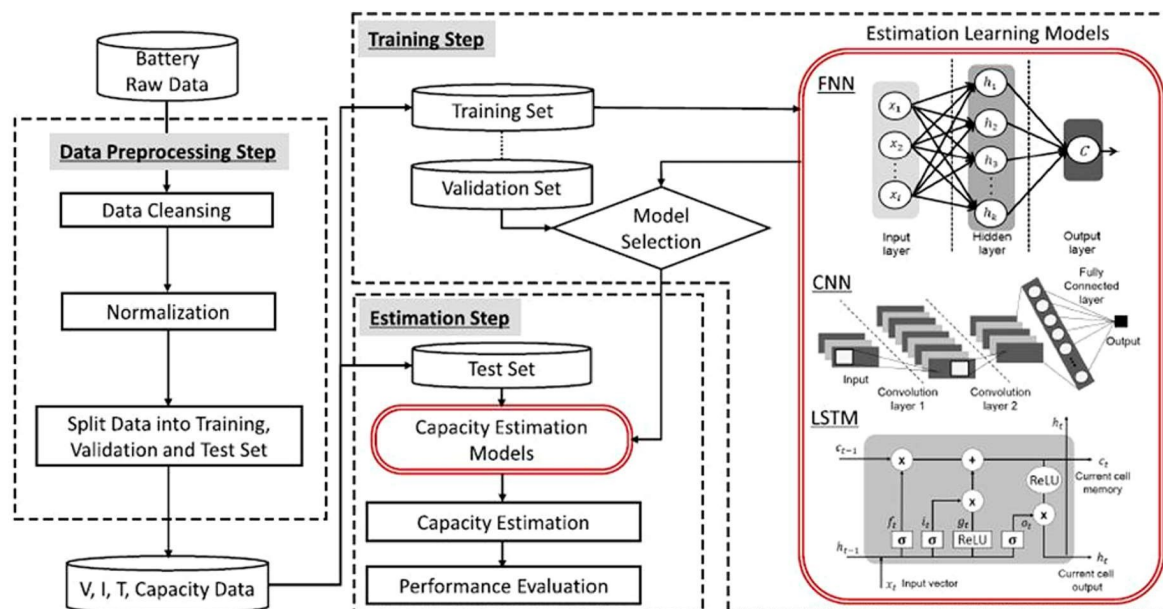 Battery
Raw Data
Data Preprocessing Step
Data Cleansing
Normalization
Split Data into Training,
Validation and Test Set
V, I, T, Capacity Data
Training Step
Training Set
Validation Set
Model
Selection
Estimation Step
Test Set
Capacity Estimation
Models
Capacity Estimation
Performance Evaluation
Estimation Learning Models
FNN
x₁
x₂
xᵢ
h₁
h₂
h₃
hₖ
C
Input
layer
Hidden
layer
Output
layer
CNN
Fully
Connected
layer
Input
Convolution
layer 1
Convolution
layer 2
Output
LSTM
hₜ
cₜ₋₁
x
+
cₜ
Current cell
memory
ReLU
x
x
fₜ
iₜ
gₜ
oₜ
σ
σ
ReLU
σ
hₜ₋₁
hₜ
Current cell
output
xₜ Input vector